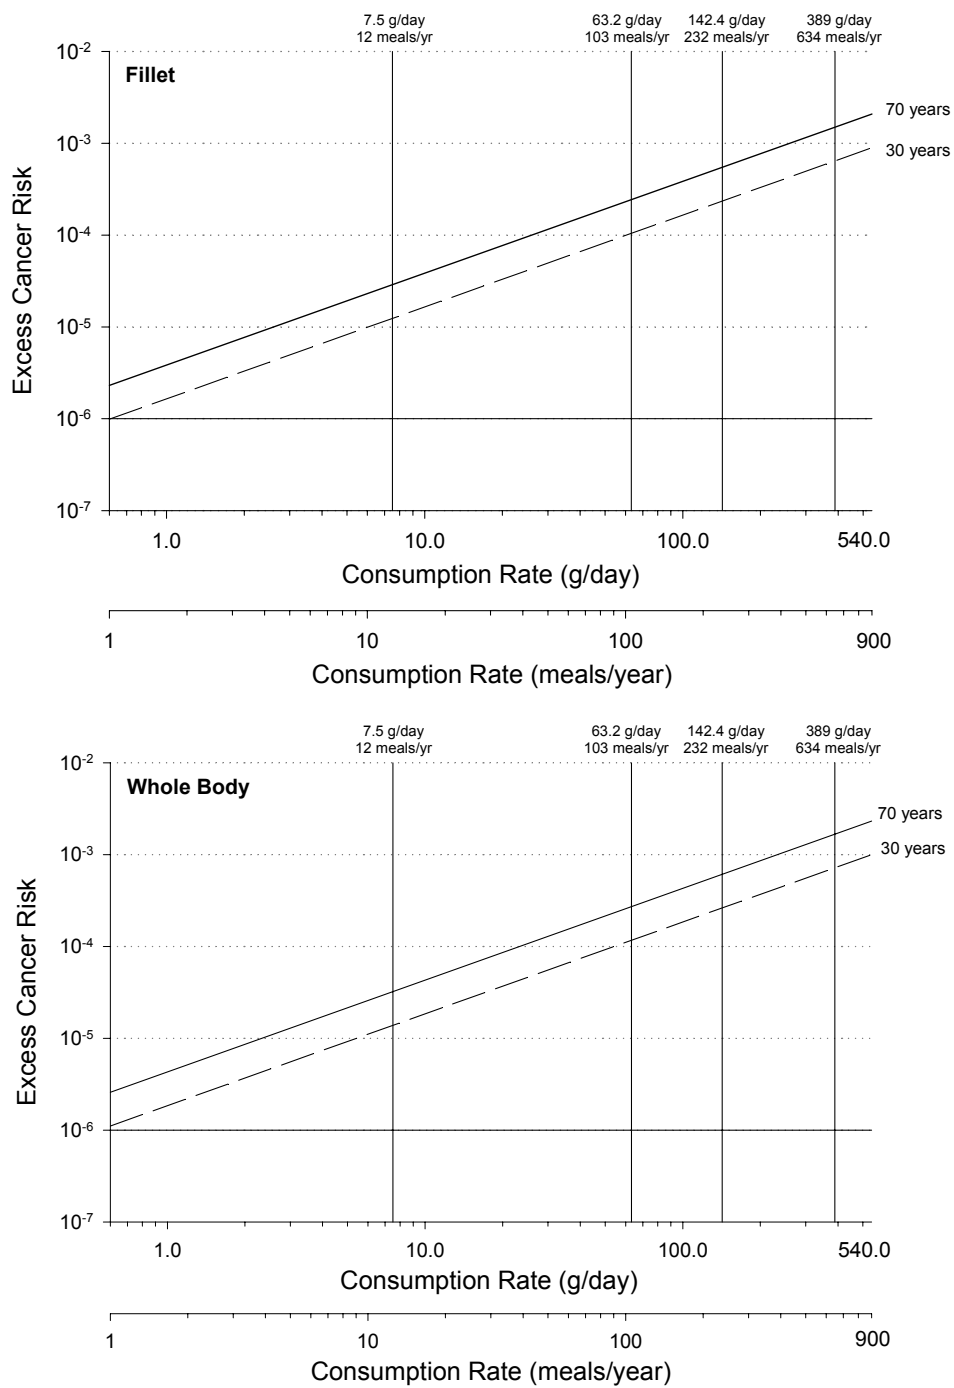 7.5 g/day 63.2 g/day 142.4 g/day 389 g/day
12 meals/yr 103 meals/yr 232 meals/yr 634 meals/yr
Fillet
10-2
10-3
10-4
10-5
10-6
10-7
Excess Cancer Risk
70 years
30 years
1.0 10.0 100.0 540.0
Consumption Rate (g/day)
1 10 100 900
Consumption Rate (meals/year)
7.5 g/day 63.2 g/day 142.4 g/day 389 g/day
12 meals/yr 103 meals/yr 232 meals/yr 634 meals/yr
Whole Body
10-2
10-3
10-4
10-5
10-6
10-7
Excess Cancer Risk
70 years
30 years
1.0 10.0 100.0 540.0
Consumption Rate (g/day)
1 10 100 900
Consumption Rate (meals/year)